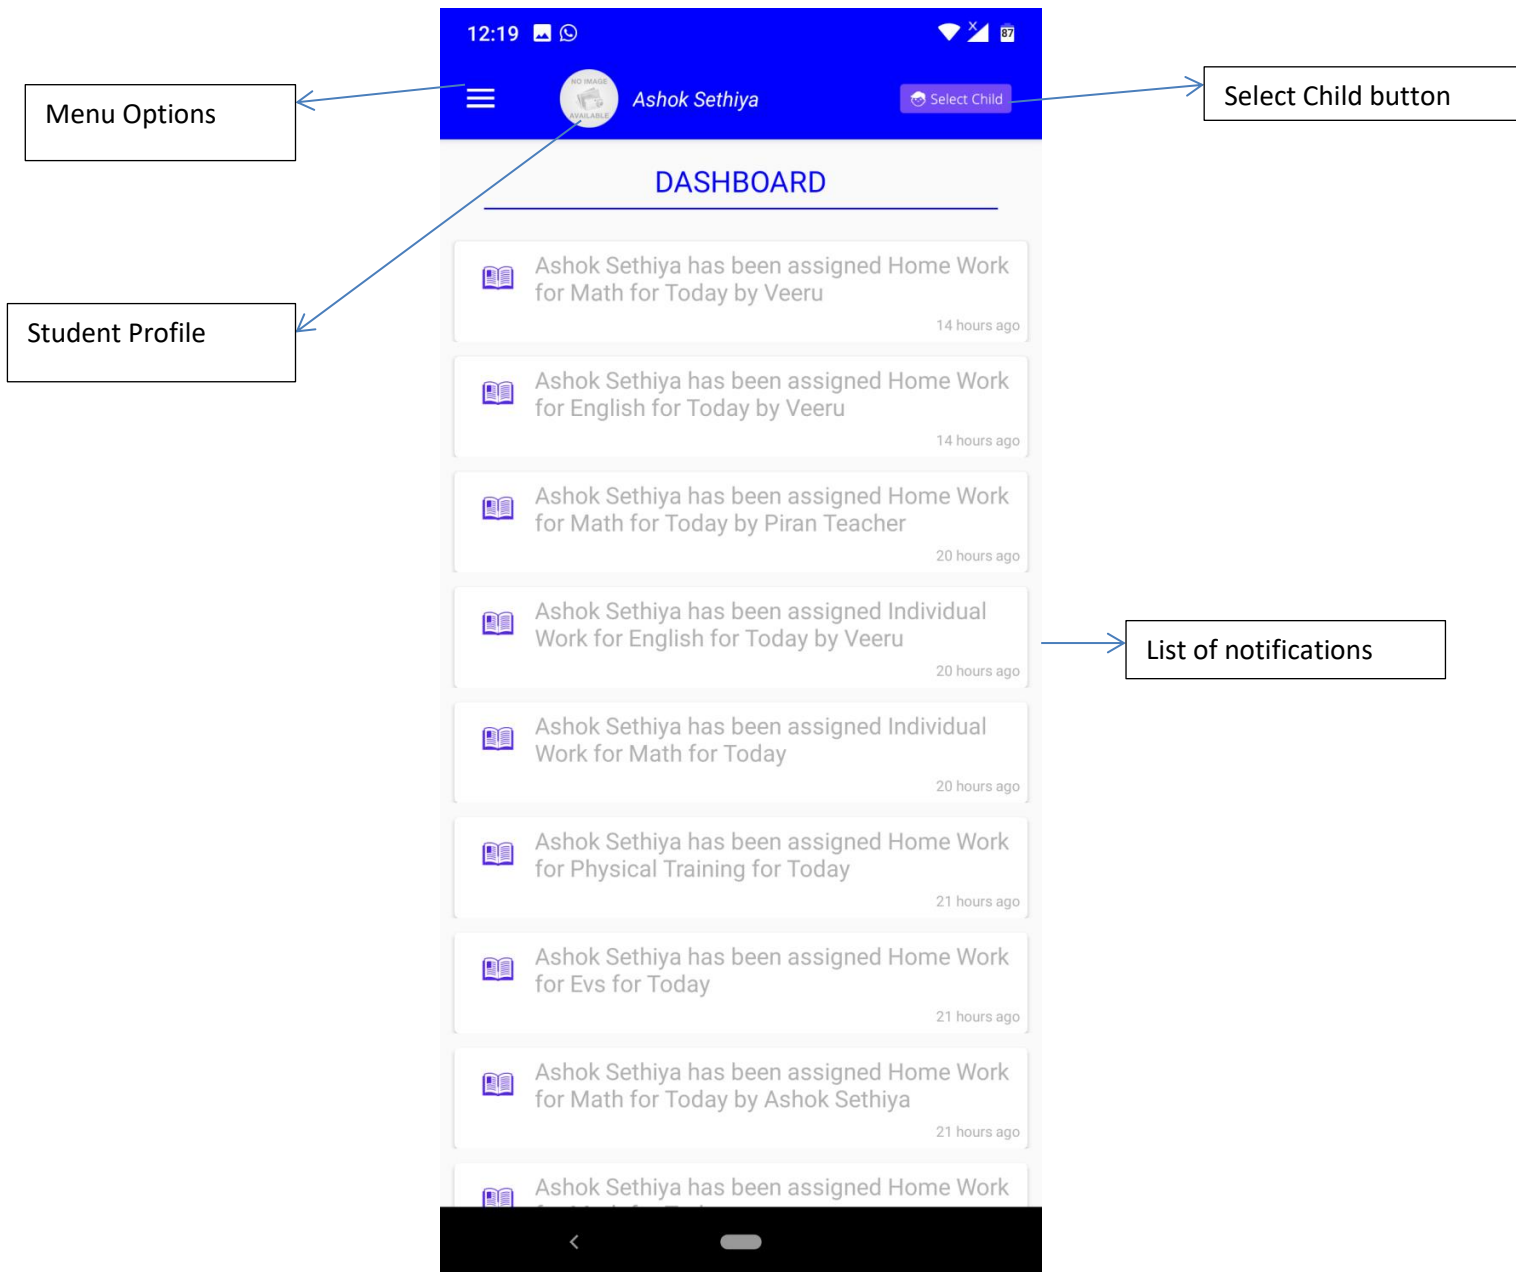 12:19
87
Menu Options
NO IMAGE
AVAILABLE
Ashok Sethiya
Select Child
Select Child button
DASHBOARD
Student Profile
Ashok Sethiya has been assigned Home Work
for Math for Today by Veeru
14 hours ago
Ashok Sethiya has been assigned Home Work
for English for Today by Veeru
14 hours ago
Ashok Sethiya has been assigned Home Work
for Math for Today by Piran Teacher
20 hours ago
Ashok Sethiya has been assigned Individual
Work for English for Today by Veeru
20 hours ago
List of notifications
Ashok Sethiya has been assigned Individual
Work for Math for Today
20 hours ago
Ashok Sethiya has been assigned Home Work
for Physical Training for Today
21 hours ago
Ashok Sethiya has been assigned Home Work
for Evs for Today
21 hours ago
Ashok Sethiya has been assigned Home Work
for Math for Today by Ashok Sethiya
21 hours ago
Ashok Sethiya has been assigned Home Work